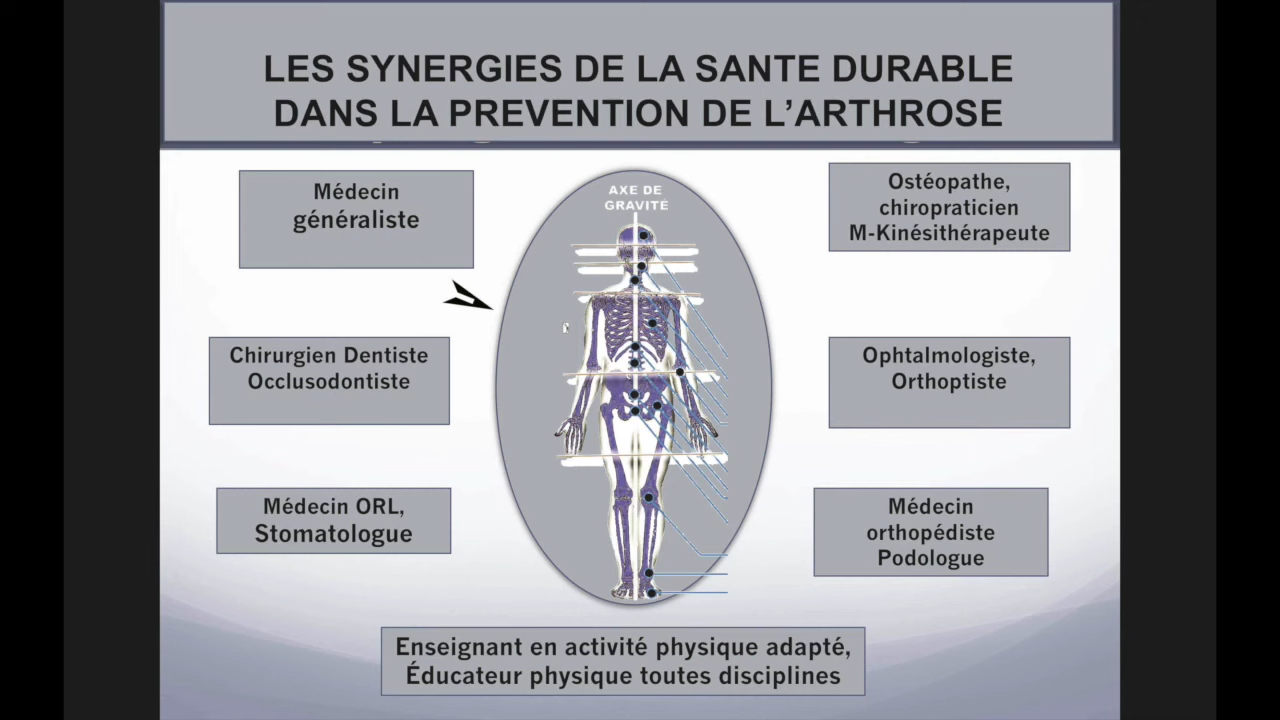 LES SYNERGIES DE LA SANTE DURABLE
DANS LA PREVENTION DE L'ARTHROSE
Médecin
généraliste
AXE DE
GRAVITÉ
Ostéopathe,
chiropraticien
M-Kinésithérapeute
Chirurgien Dentiste
Occlusodontiste
Ophtalmologiste,
Orthoptiste
Médecin ORL,
Stomatologue
Médecin
orthopédiste
Podologue
Enseignant en activité physique adapté,
Éducateur physique toutes disciplines